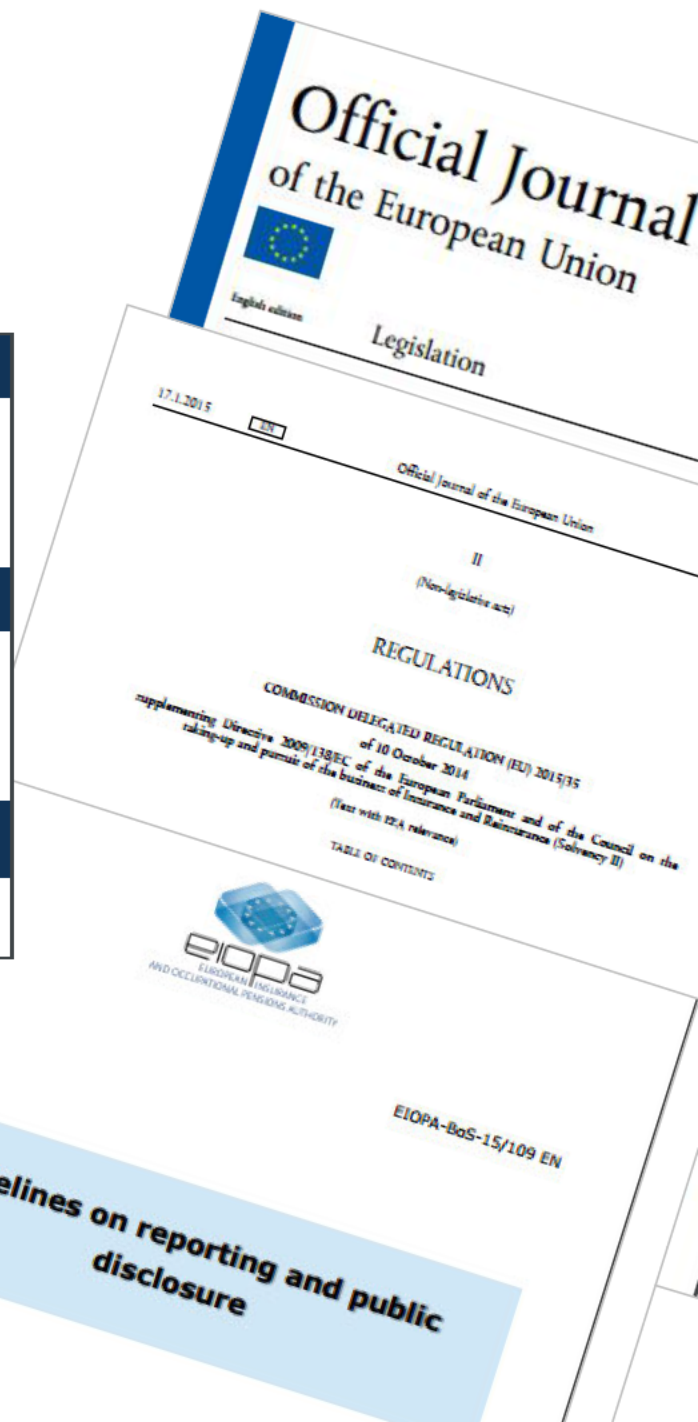 Official Journal
of the European Union
English edition
Legislation
17.1.2015
EN
Official Journal of the European Union
II
(Non-legislative acts)
REGULATIONS
COMMISSION DELEGATED REGULATION (EU) 2015/35
of 10 October 2014
supplementing Directive 2009/138/EC of the European Parliament and of the Council on the
taking-up and pursuit of the business of Insurance and Reinsurance (Solvency II)
(Text with EEA relevance)
TABLE OF CONTENTS
eiopa
EUROPEAN INSURANCE
AND OCCUPATIONAL PENSIONS AUTHORITY
EIOPA-BoS-15/109 EN
elines on reporting and public
disclosure